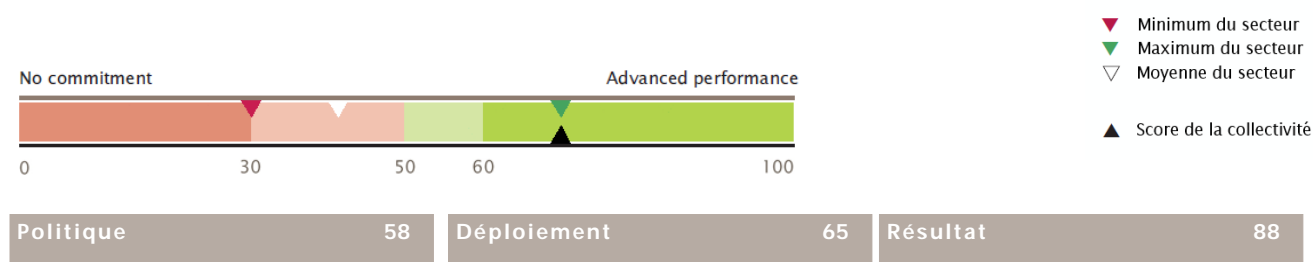 Minimum du secteur
Maximum du secteur
Moyenne du secteur
Score de la collectivité
No commitment Advanced performance
0 30 50 60 100
Politique 58 Déploiement 65 Résultat 88